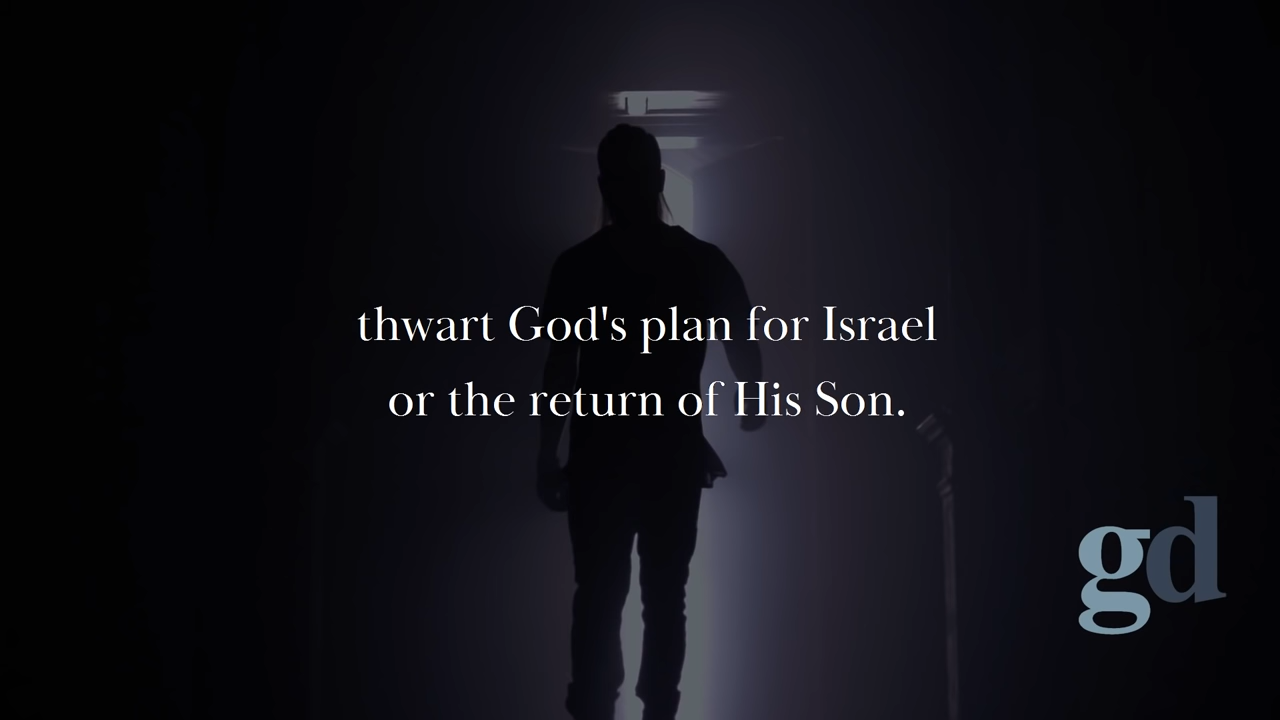 thwart God's plan for Israel
or the return of His Son.
gd